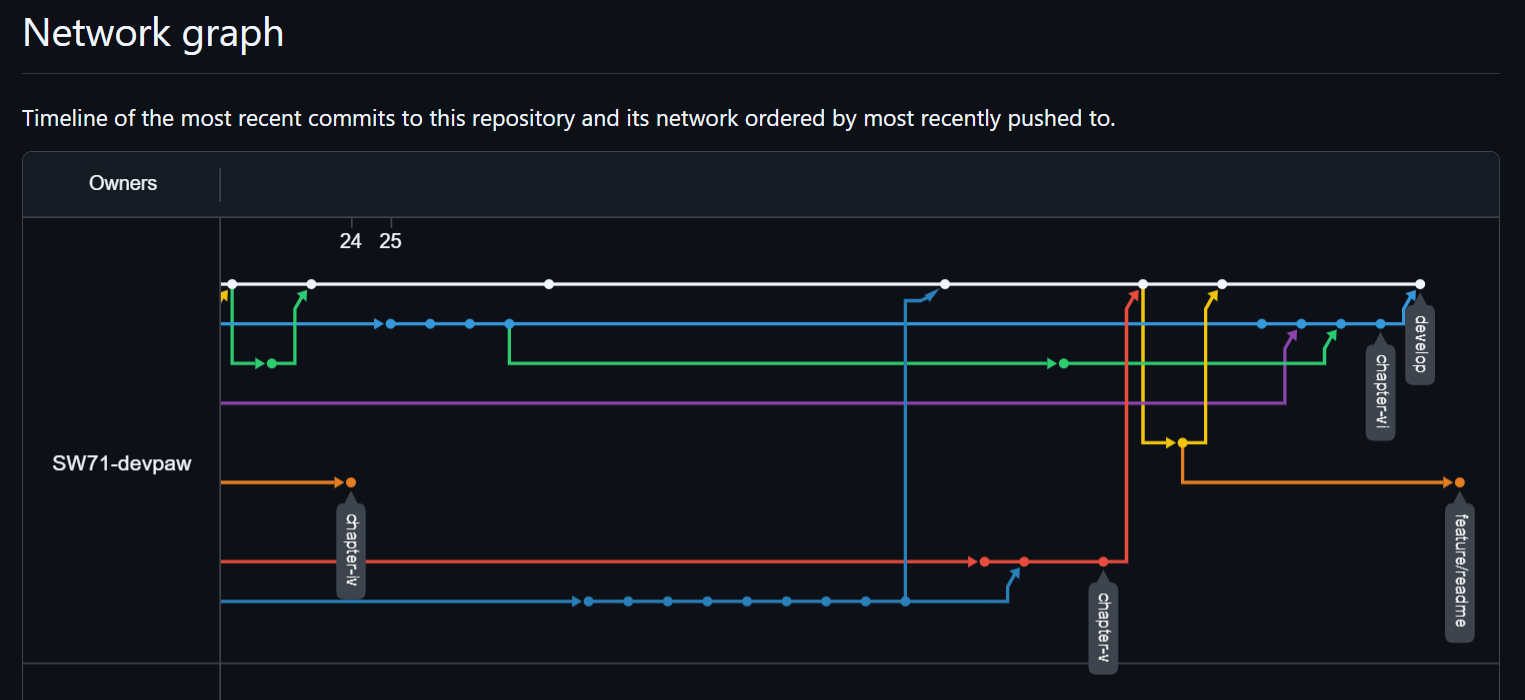 Network graph
Timeline of the most recent commits to this repository and its network ordered by most recently pushed to.
Owners
24 25
develop
chapter-vi
SW71-devpaw
chapter-iv
feature/readme
chapter-v